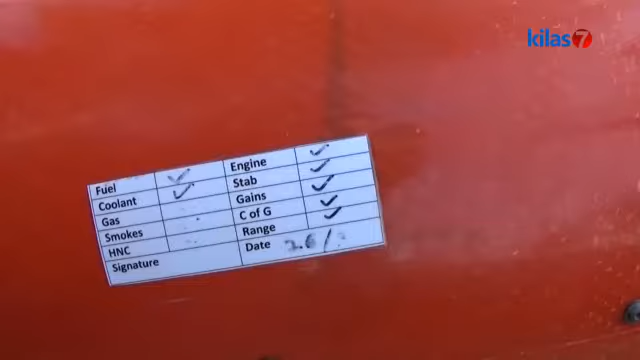 kilas7
Fuel ✓ Engine ✓
Coolant ✓ Stab ✓
Gas Gains ✓
Smokes C of G ✓
HNC Range ✓
Signature Date